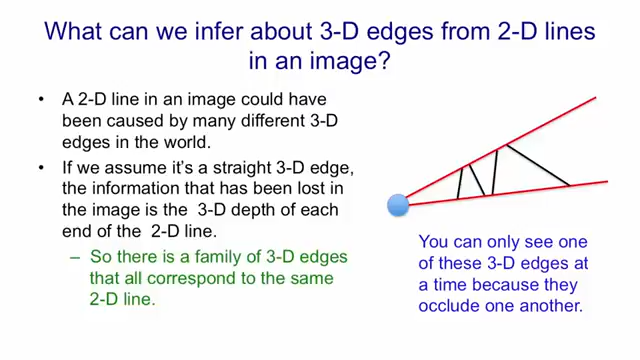 What can we infer about 3-D edges from 2-D lines
in an image?
• A 2-D line in an image could have
been caused by many different 3-D
edges in the world.
• If we assume it's a straight 3-D edge,
the information that has been lost in
the image is the 3-D depth of each
end of the 2-D line.
– So there is a family of 3-D edges
that all correspond to the same
2-D line.
You can only see one
of these 3-D edges at
a time because they
occlude one another.